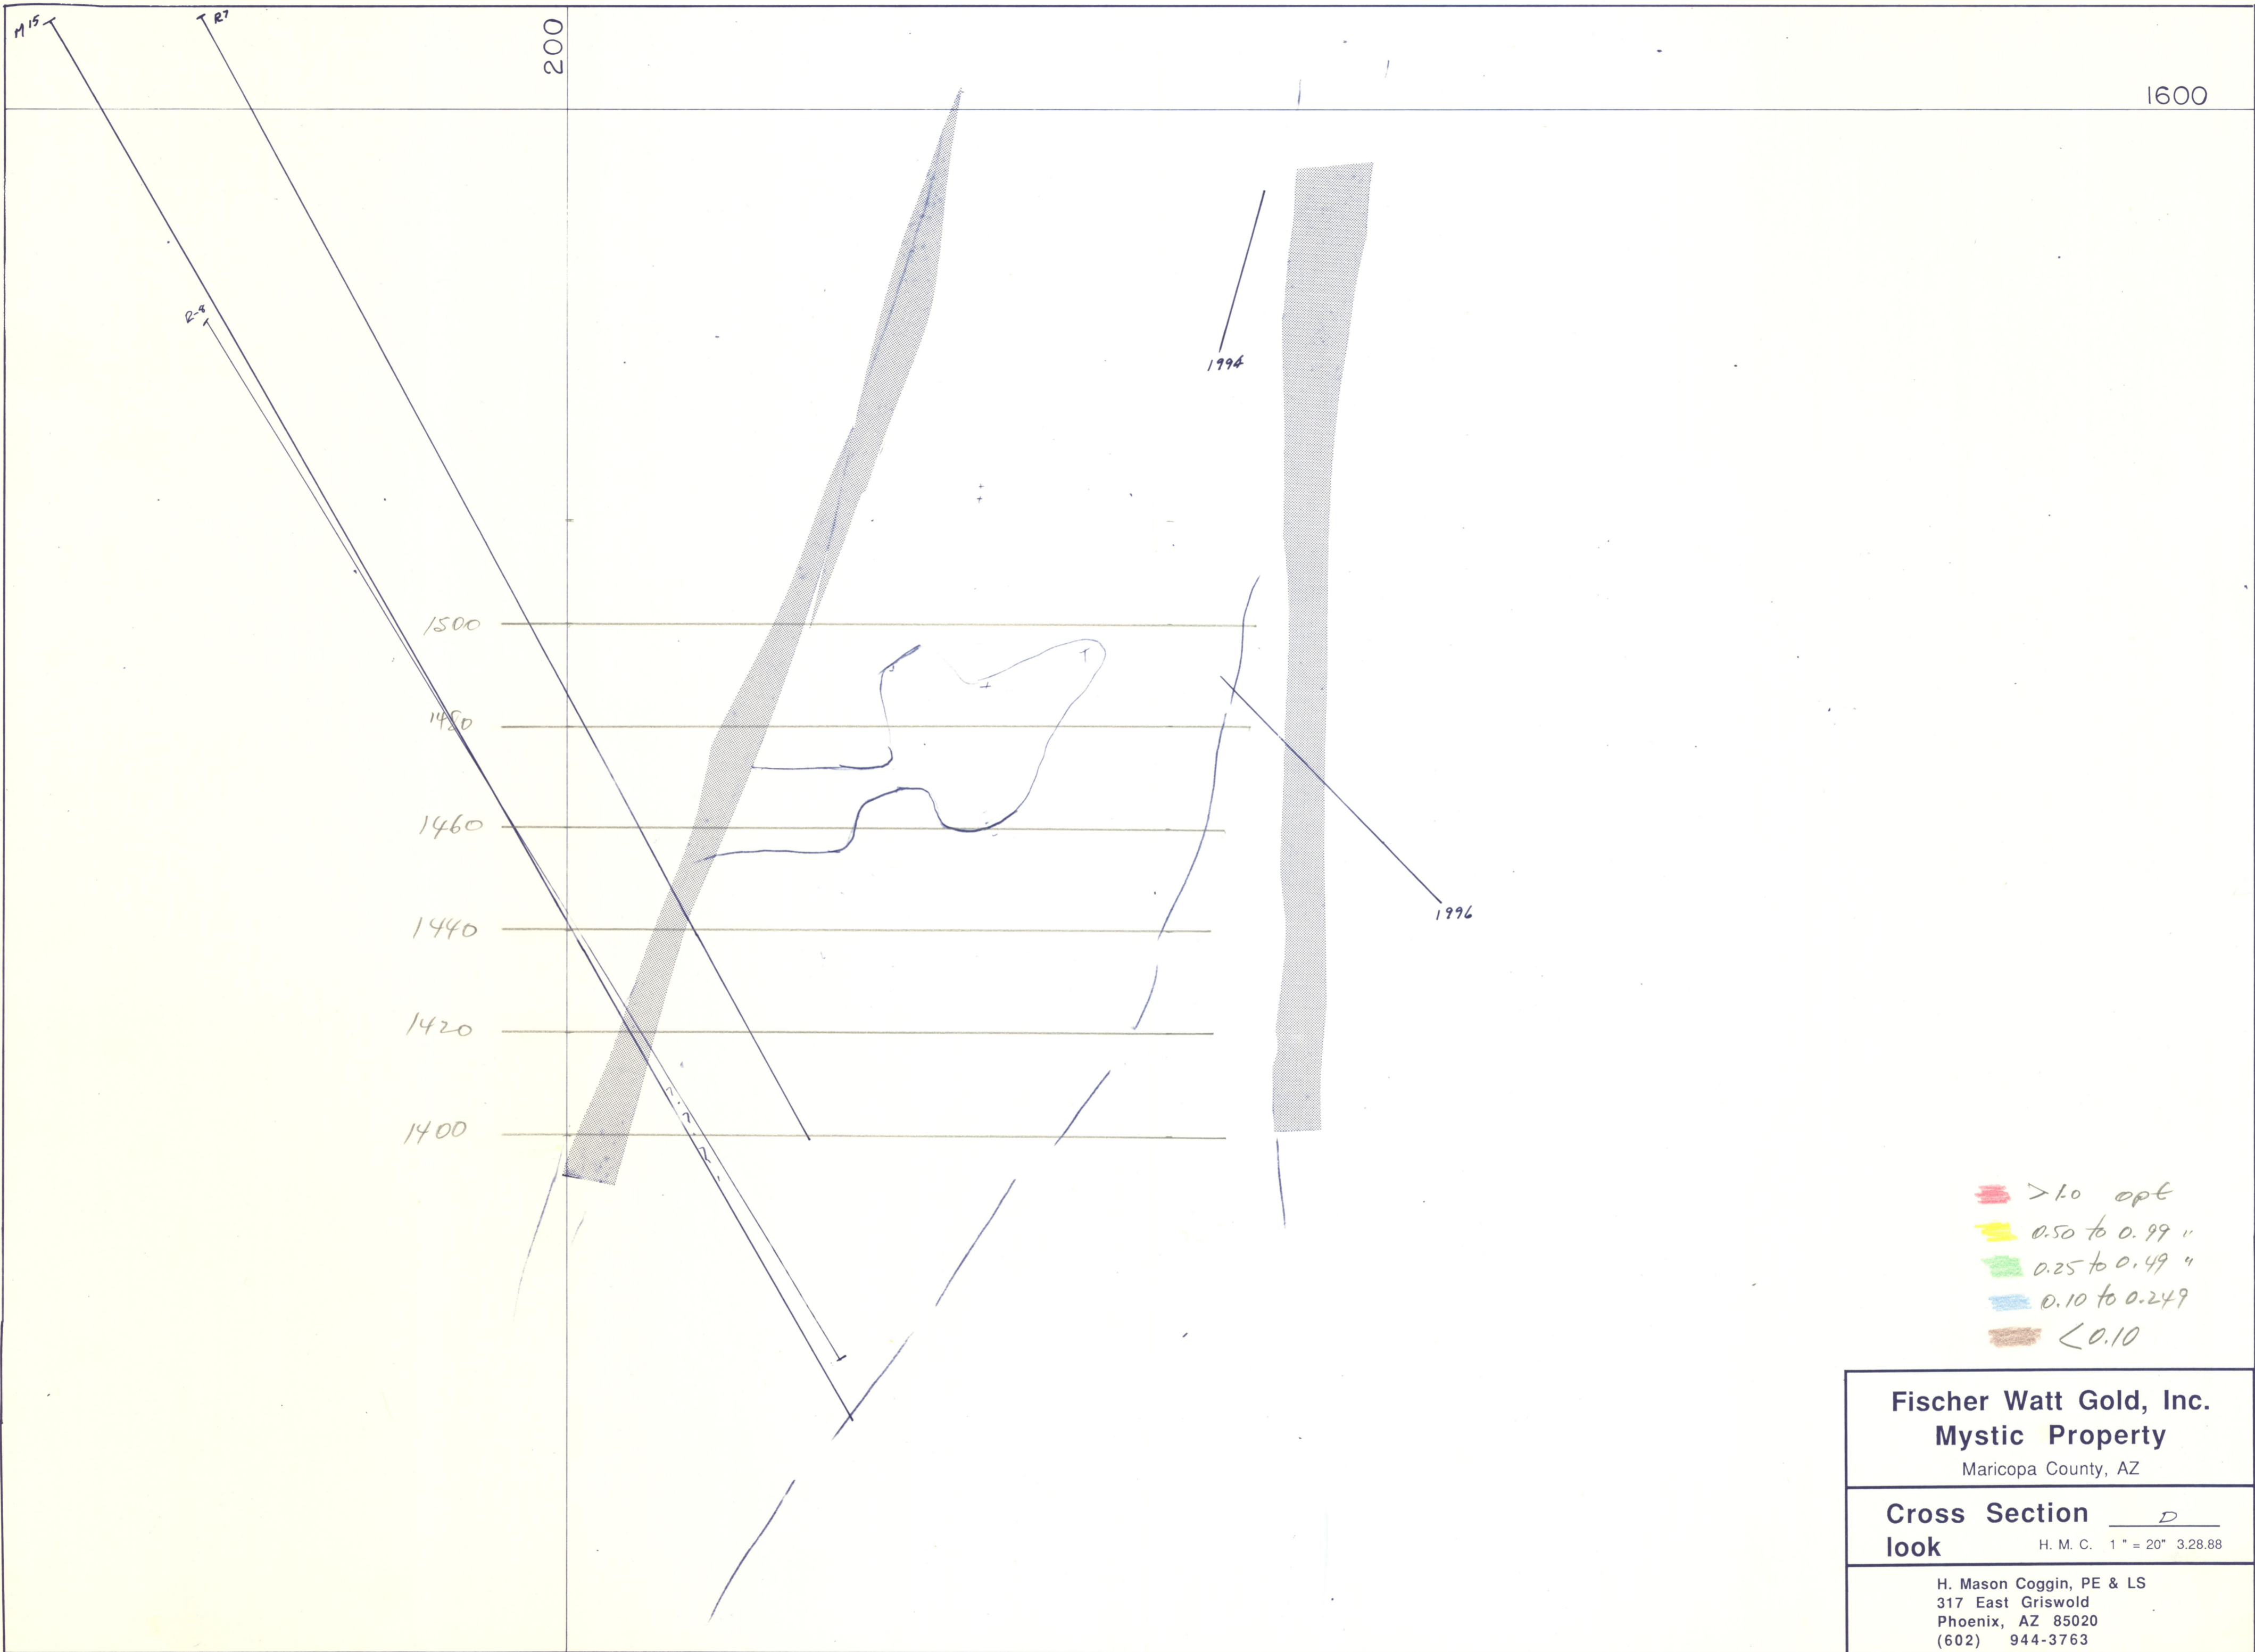 M15
R7
200
1600
R-8
1994
1500
1480
1460
1440
1996
1420
1400
? . ? . ? .
>1.0 opt
0.50 to 0.99 "
0.25 to 0.49 "
0.10 to 0.249
<0.10
Fischer Watt Gold, Inc.
Mystic Property
Maricopa County, AZ
Cross Section D
look H. M. C. 1 " = 20" 3.28.88
H. Mason Coggin, PE & LS
317 East Griswold
Phoenix, AZ 85020
(602) 944-3763